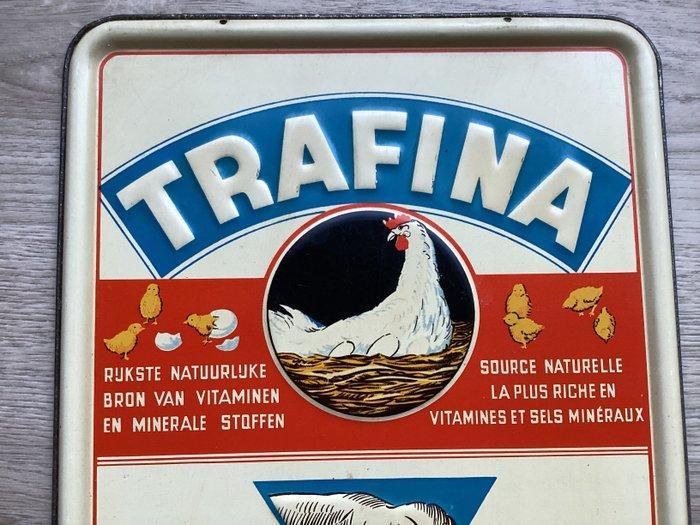 TRAFINA
RIJKSTE NATUURLIJKE
BRON VAN VITAMINEN
EN MINERALE STOFFEN
SOURCE NATURELLE
LA PLUS RICHE EN
VITAMINES ET SELS MINÉRAUX